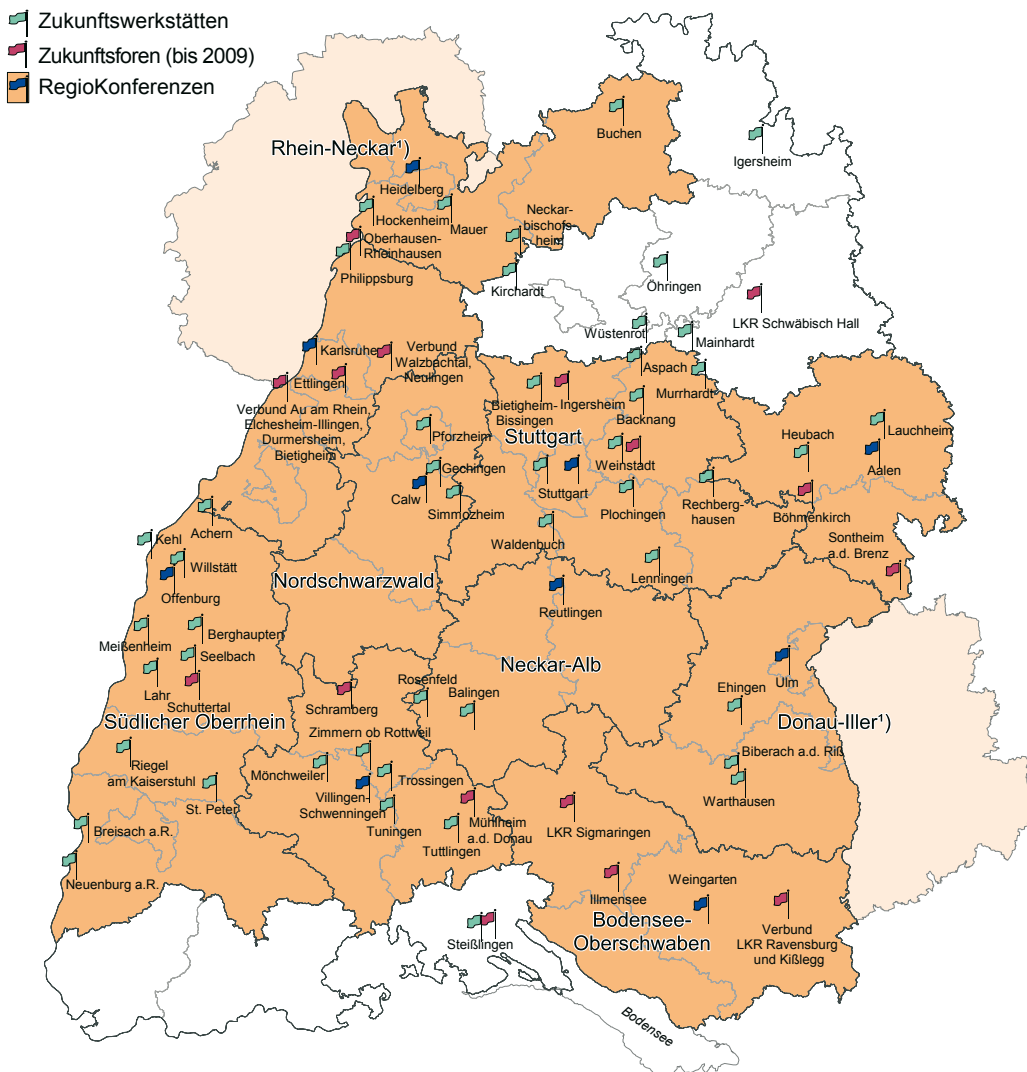 Zukunftswerkstätten
Zukunftsforen (bis 2009)
RegioKonferenzen
Buchen
Igersheim
Rhein-Neckar¹)
Heidelberg
Hockenheim
Mauer
Neckar-
bischofs-
heim
Oberhausen-
Rheinhausen
Philippsburg
Kirchardt
Öhringen
LKR Schwäbisch Hall
Wüstenrot
Mainhardt
Karlsruhe
Verbund
Walzbachtal,
Neulingen
Ettlingen
Aspach
Murrhardt
Verbund Au am Rhein,
Elchesheim-Illingen,
Durmersheim,
Bietigheim
Bietigheim-
Bissingen
Ingersheim
Backnang
Pforzheim
Stuttgart
Lauchheim
Heubach
Aalen
Weinstadt
Gechingen
Calw
Simmozheim
Stuttgart
Plochingen
Rechberg-
hausen
Böhmenkirch
Achern
Waldenbuch
Sontheim
a.d. Brenz
Kehl
Willstätt
Offenburg
Lenningen
Nordschwarzwald
Reutlingen
Meißenheim
Berghaupten
Seelbach
Lahr
Schuttertal
Neckar-Alb
Ulm
Rosenfeld
Balingen
Ehingen
Schramberg
Südlicher Oberrhein
Donau-Iller¹)
Zimmern ob Rottweil
Biberach a.d. Riß
Riegel
am Kaiserstuhl
Mönchweiler
Trossingen
Warthausen
St. Peter
Villingen-
Schwenningen
Tuningen
Mühlheim
a.d. Donau
LKR Sigmaringen
Breisach a.R.
Tuttlingen
Neuenburg a.R.
Illmensee
Weingarten
Bodensee-
Oberschwaben
Verbund
LKR Ravensburg
und Kißlegg
Steißlingen
Bodensee